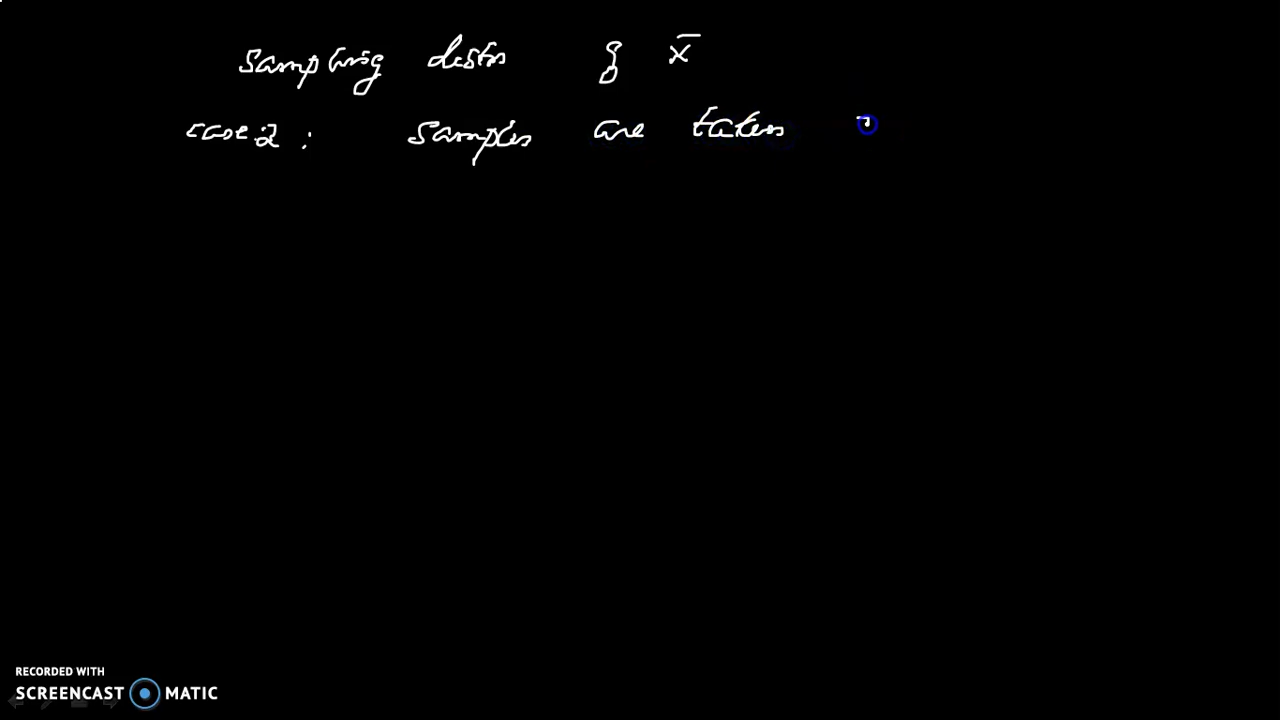 Sampling distn of x̄
case:2 : Samples are taken
RECORDED WITH
SCREENCAST MATIC